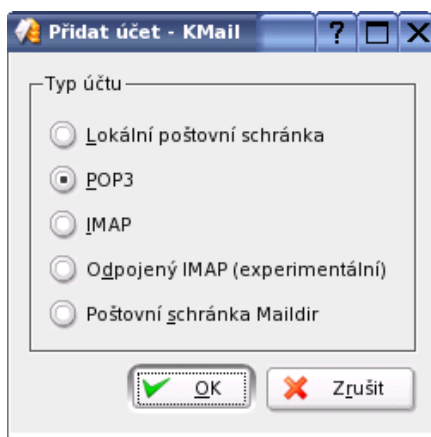 Přidat účet - KMail
Typ účtu
Lokální poštovní schránka
POP3
IMAP
Odpojený IMAP (experimentální)
Poštovní schránka Maildir
OK Zrušit